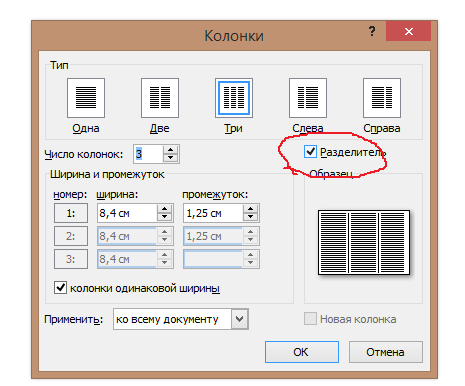 Колонки
?
Тип
Одна Две Три Слева Справа
Число колонок: 3
Разделитель
Ширина и промежуток
Образец
номер: ширина: промежуток:
1: 8,4 см 1,25 см
2: 8,4 см 1,25 см
3: 8,4 см
колонки одинаковой ширины
Применить: ко всему документу
Новая колонка
ОК Отмена